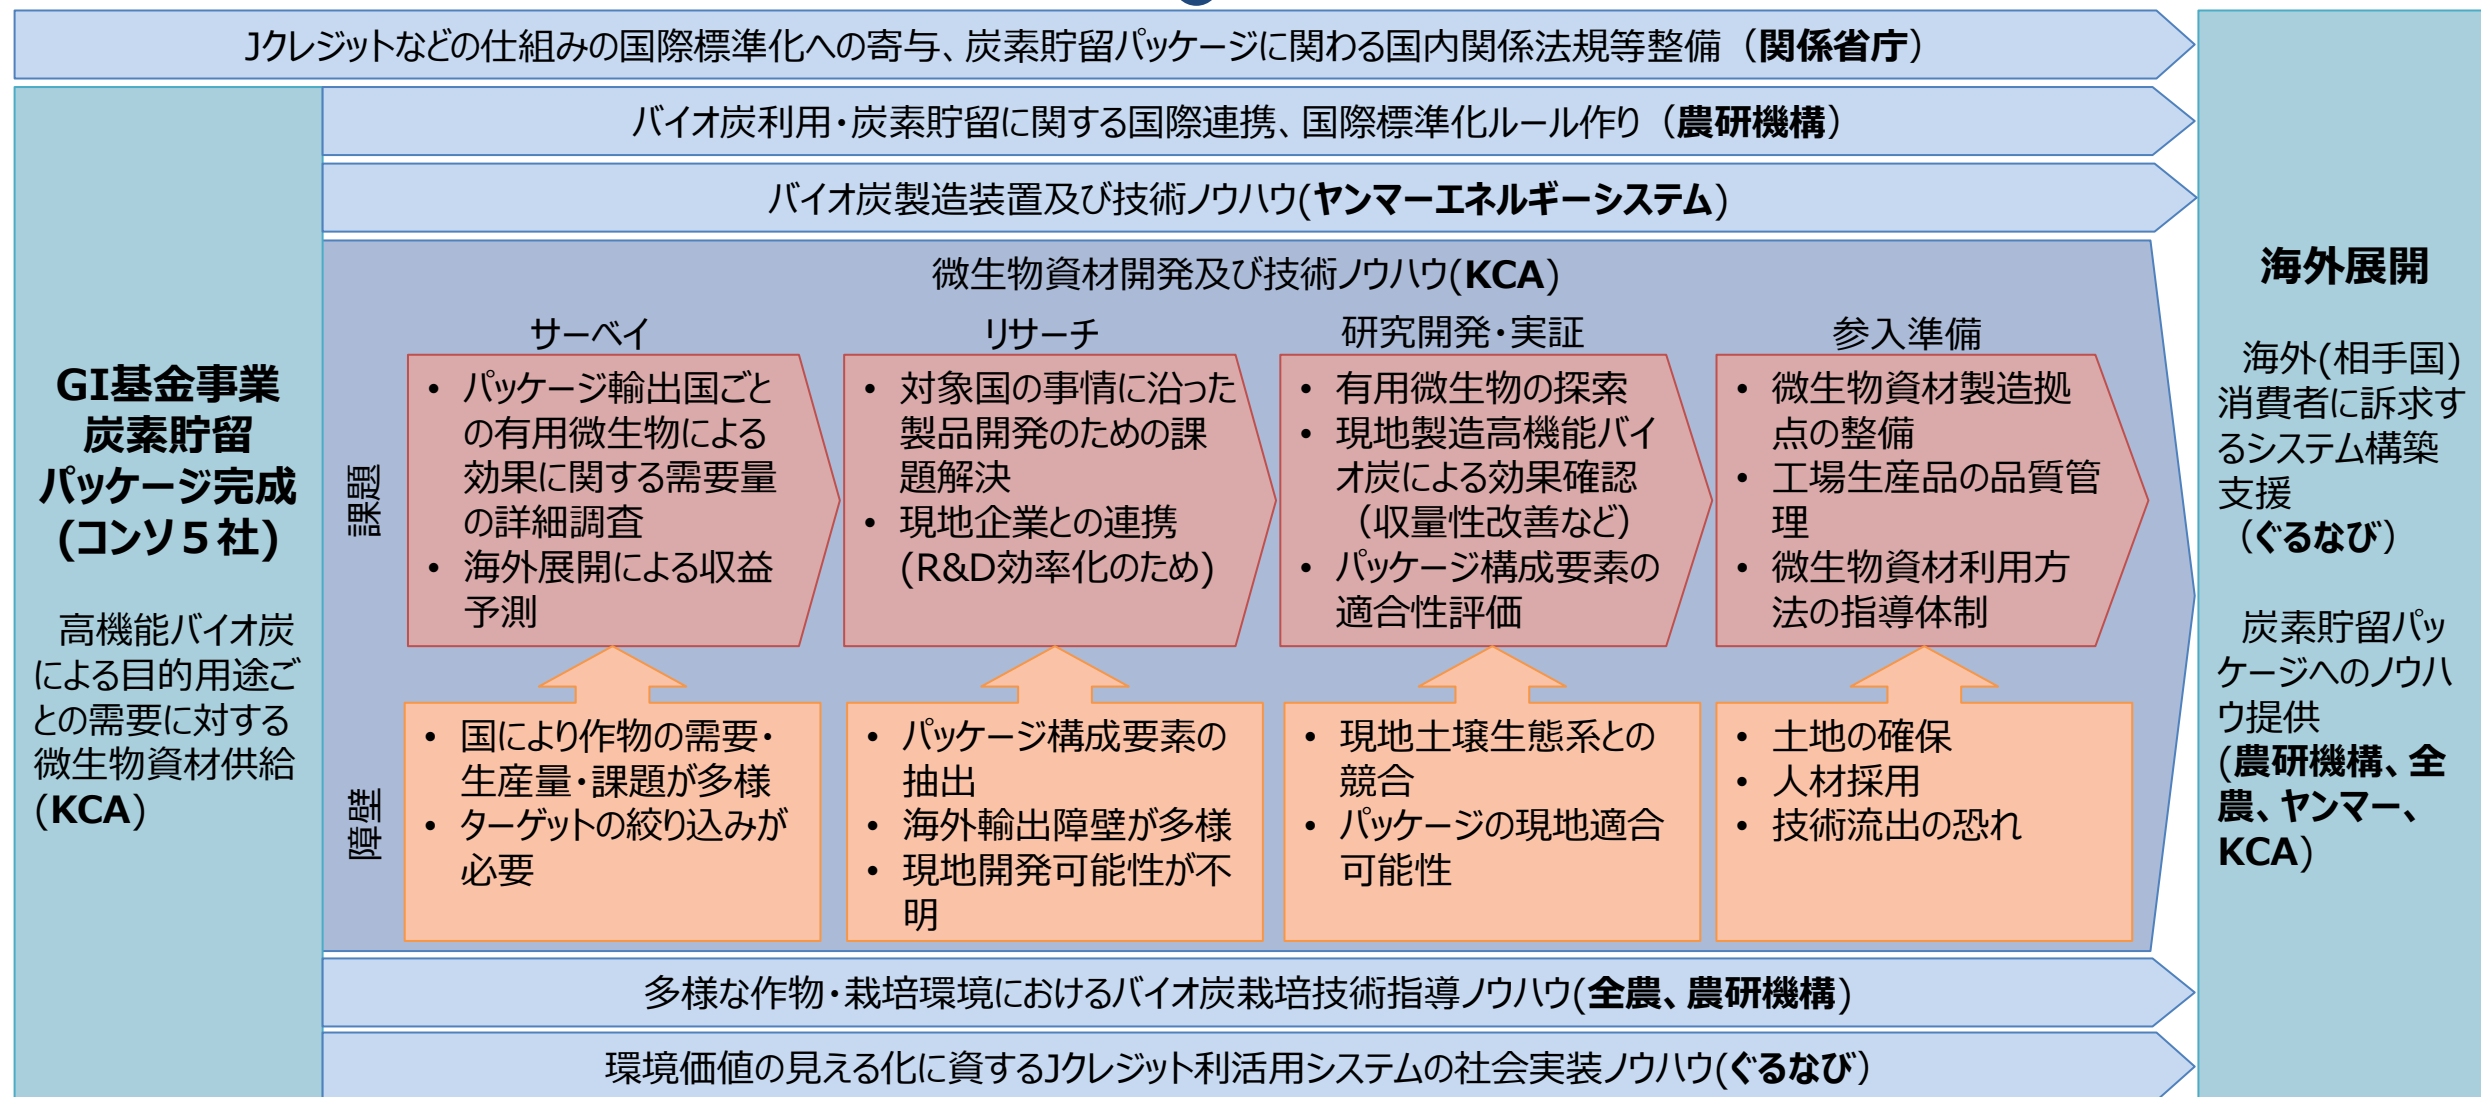 Jクレジットなどの仕組みの国際標準化への寄与、炭素貯留パッケージに関わる国内関係法規等整備（関係省庁）
バイオ炭利用・炭素貯留に関する国際連携、国際標準化ルール作り（農研機構）
バイオ炭製造装置及び技術ノウハウ(ヤンマーエネルギーシステム)
GI基金事業
炭素貯留
パッケージ完成
(コンソ５社)
高機能バイオ炭
による目的用途ご
との需要に対する
微生物資材供給
(KCA)
微生物資材開発及び技術ノウハウ(KCA)
課題
サーベイ
• パッケージ輸出国ごと
の有用微生物による
効果に関する需要量
の詳細調査
• 海外展開による収益
予測
リサーチ
• 対象国の事情に沿った
製品開発のための課
題解決
• 現地企業との連携
(R&D効率化のため)
研究開発・実証
• 有用微生物の探索
• 現地製造高機能バイ
オ炭による効果確認
（収量性改善など）
• パッケージ構成要素の
適合性評価
参入準備
• 微生物資材製造拠
点の整備
• 工場生産品の品質管
理
• 微生物資材利用方
法の指導体制
障壁
• 国により作物の需要・
生産量・課題が多様
• ターゲットの絞り込みが
必要
• パッケージ構成要素の
抽出
• 海外輸出障壁が多様
• 現地開発可能性が不
明
• 現地土壌生態系との
競合
• パッケージの現地適合
可能性
• 土地の確保
• 人材採用
• 技術流出の恐れ
多様な作物・栽培環境におけるバイオ炭栽培技術指導ノウハウ(全農、農研機構)
環境価値の見える化に資するJクレジット利活用システムの社会実装ノウハウ(ぐるなび）
海外展開
海外(相手国)
消費者に訴求す
るシステム構築
支援
（ぐるなび）
炭素貯留パッ
ケージへのノウハ
ウ提供
(農研機構、全
農、ヤンマー、
KCA)